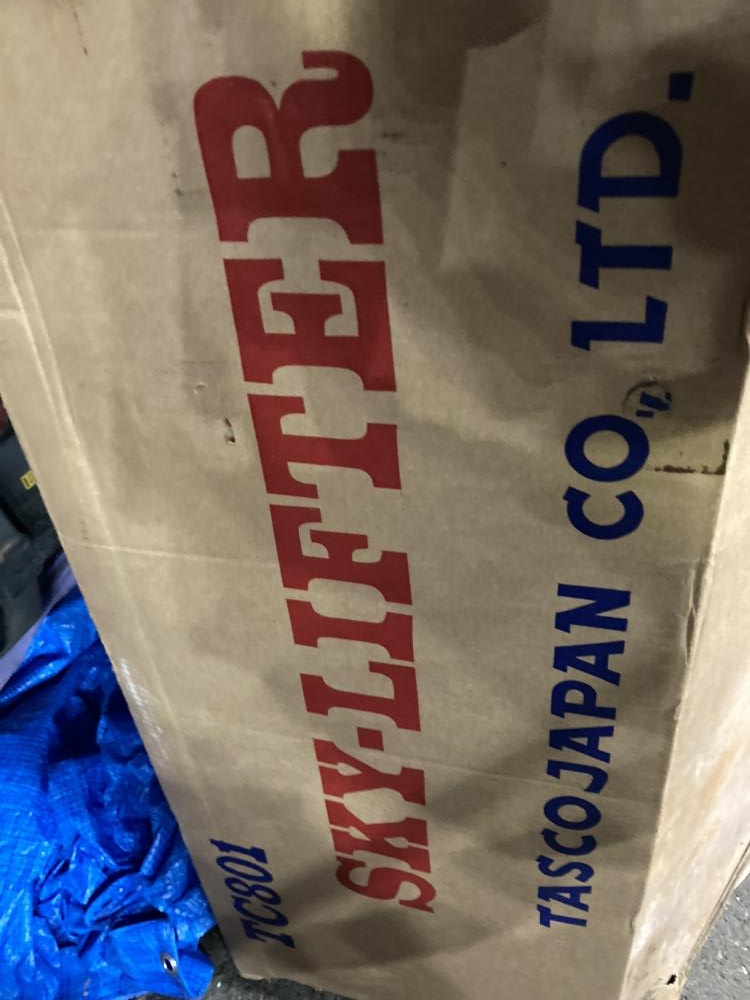 TC801
SKY-LIFTER
TASCOJAPAN CO., LTD.